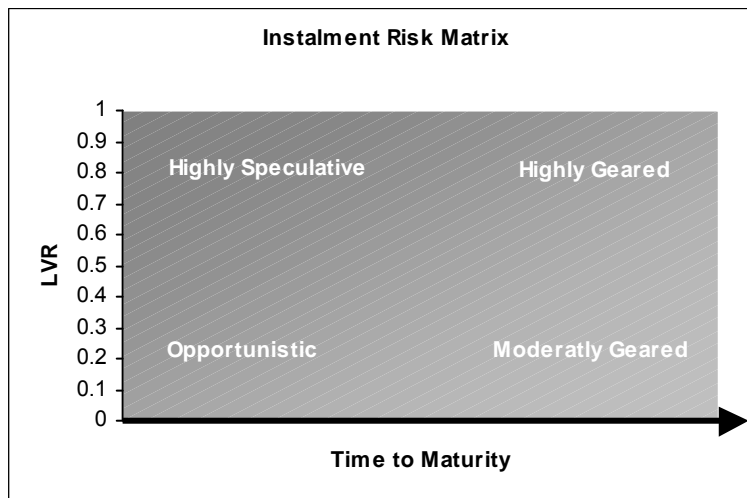 Instalment Risk Matrix
1
0.9
0.8
0.7
0.6
0.5
0.4
0.3
0.2
0.1
0
LVR
Highly Speculative
Highly Geared
Opportunistic
Moderatly Geared
Time to Maturity